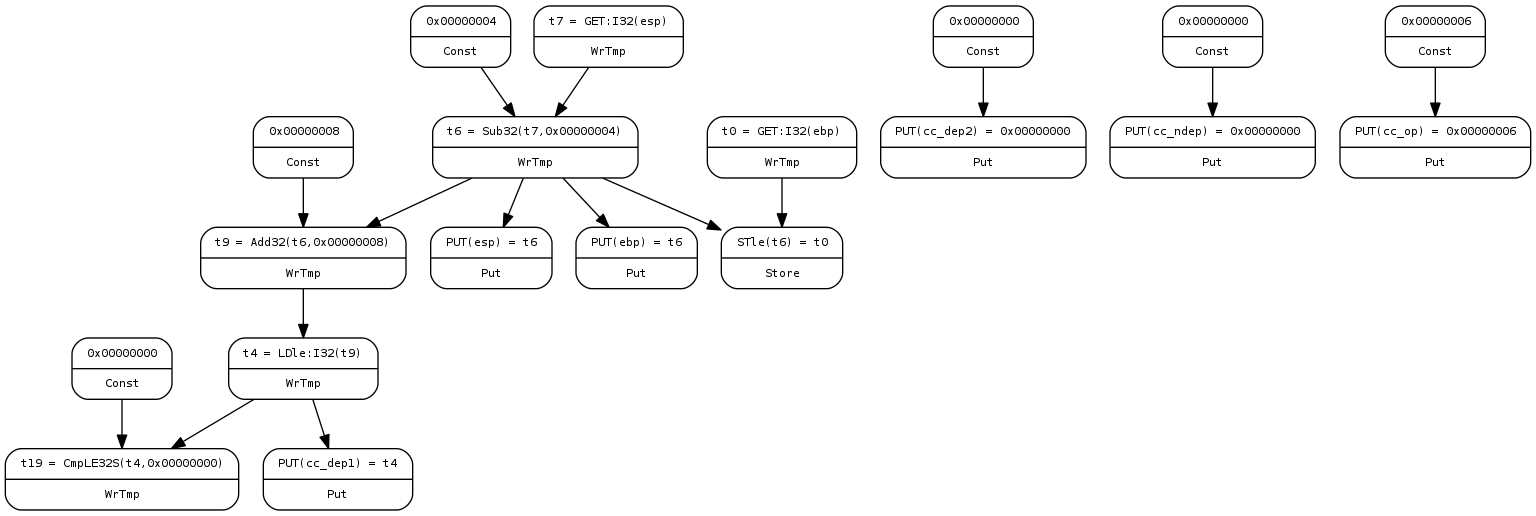 0x00000004
Const
t7 = GET:I32(esp)
WrTmp
0x00000000
Const
0x00000000
Const
0x00000006
Const
0x00000008
Const
t6 = Sub32(t7,0x00000004)
WrTmp
t0 = GET:I32(ebp)
WrTmp
PUT(cc_dep2) = 0x00000000
Put
PUT(cc_ndep) = 0x00000000
Put
PUT(cc_op) = 0x00000006
Put
t9 = Add32(t6,0x00000008)
WrTmp
PUT(esp) = t6
Put
PUT(ebp) = t6
Put
STle(t6) = t0
Store
0x00000000
Const
t4 = LDle:I32(t9)
WrTmp
t19 = CmpLE32S(t4,0x00000000)
WrTmp
PUT(cc_dep1) = t4
Put